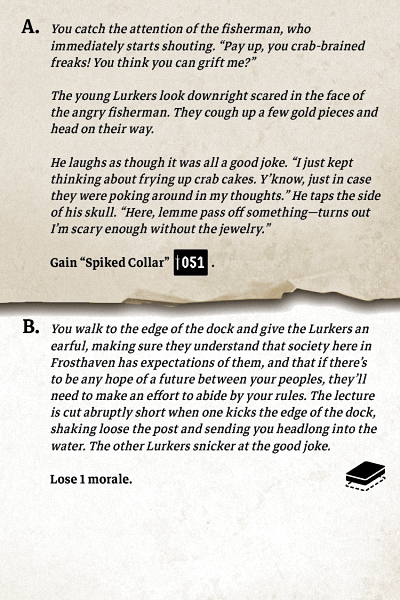 A. You catch the attention of the fisherman, who
immediately starts shouting. “Pay up, you crab-brained
freaks! You think you can grift me?”
The young Lurkers look downright scared in the face of
the angry fisherman. They cough up a few gold pieces and
head on their way.
He laughs as though it was all a good joke. “I just kept
thinking about frying up crab cakes. Y’know, just in case
they were poking around in my thoughts.” He taps the side
of his skull. “Here, lemme pass off something—turns out
I’m scary enough without the jewelry.”
Gain “Spiked Collar” 051 .
B. You walk to the edge of the dock and give the Lurkers an
earful, making sure they understand that society here in
Frosthaven has expectations of them, and that if there’s
to be any hope of a future between your peoples, they’ll
need to make an effort to abide by your rules. The lecture
is cut abruptly short when one kicks the edge of the dock,
shaking loose the post and sending you headlong into the
water. The other Lurkers snicker at the good joke.
Lose 1 morale.